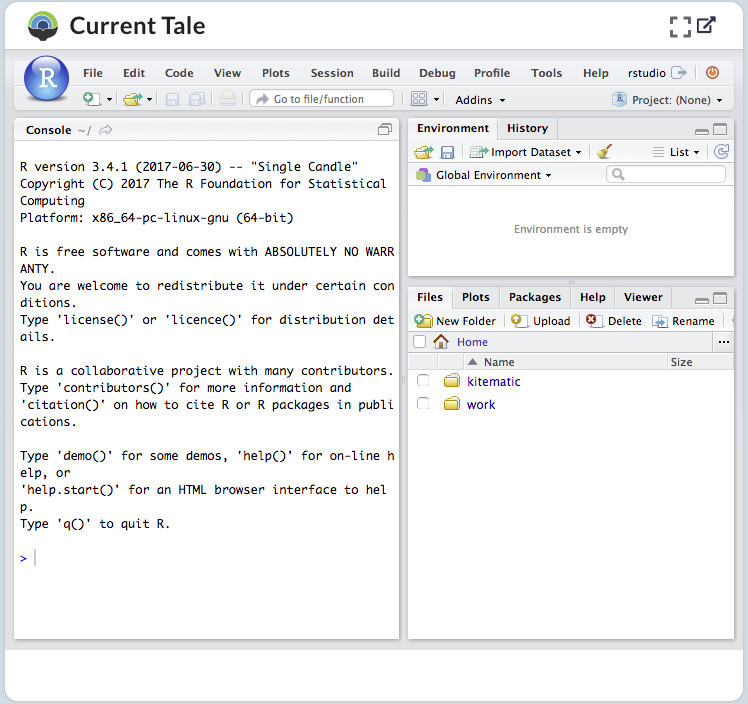 Current Tale
R
File Edit Code View Plots Session Build Debug Profile Tools Help rstudio
Go to file/function Addins R Project: (None)
Console ~/
R version 3.4.1 (2017-06-30) -- "Single Candle"
Copyright (C) 2017 The R Foundation for Statistical
Computing
Platform: x86_64-pc-linux-gnu (64-bit)
R is free software and comes with ABSOLUTELY NO WARR
ANTY.
You are welcome to redistribute it under certain con
ditions.
Type 'license()' or 'licence()' for distribution det
ails.
R is a collaborative project with many contributors.
Type 'contributors()' for more information and
'citation()' on how to cite R or R packages in publi
cations.
Type 'demo()' for some demos, 'help()' for on-line h
elp, or
'help.start()' for an HTML browser interface to hel
p.
Type 'q()' to quit R.
>
Environment History
Import Dataset List
Global Environment
Environment is empty
Files Plots Packages Help Viewer
New Folder Upload Delete Rename
Home ...
Name Size
kitematic
work